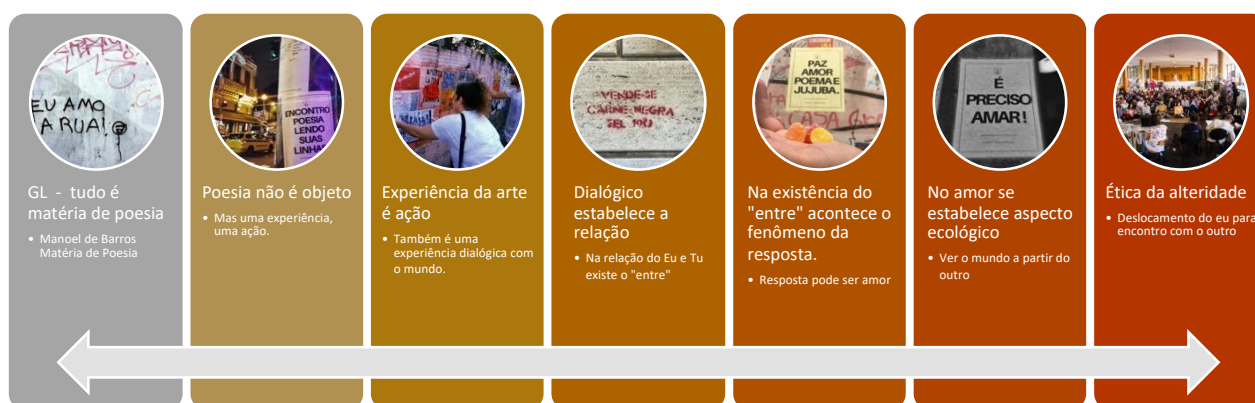 EU AMO
A RUA!
GL - tudo é
matéria de poesia
• Manoel de Barros
Matéria de Poesia
ENCONTRO
POESIA
LENDO
SUAS
LINHAS
Poesia não é objeto
• Mas uma experiência,
uma ação.
Experiência da arte
é ação
• Também é uma
experiência dialógica com
o mundo.
VENDE-SE
CARNE NEGRA
Dialógico
estabelece a
relação
• Na relação do Eu e Tu
existe o "entre"
PAZ
AMOR
POEMA E
JUJUBA.
CASA
Na existência do
"entre" acontece o
fenômeno da
resposta.
• Resposta pode ser amor
É
PRECISO
AMAR!
No amor se
estabelece aspecto
ecológico
• Ver o mundo a partir do
outro
Ética da alteridade
• Deslocamento do eu para
encontro com o outro